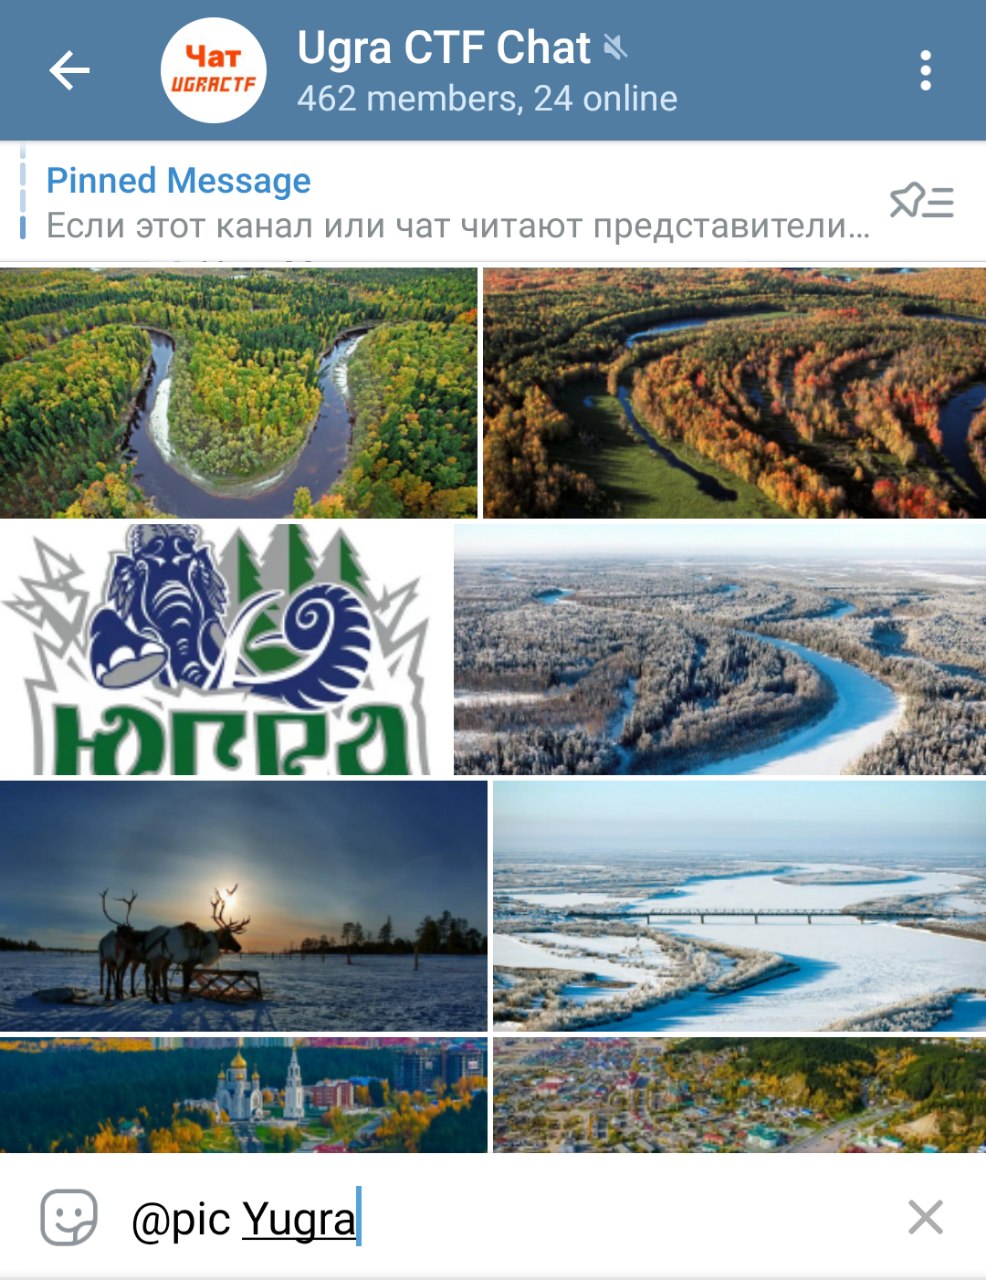 Чат
UGRACTF
Ugra CTF Chat
462 members, 24 online
Pinned Message
Если этот канал или чат читают представители...
ЮГРА
@pic Yugra